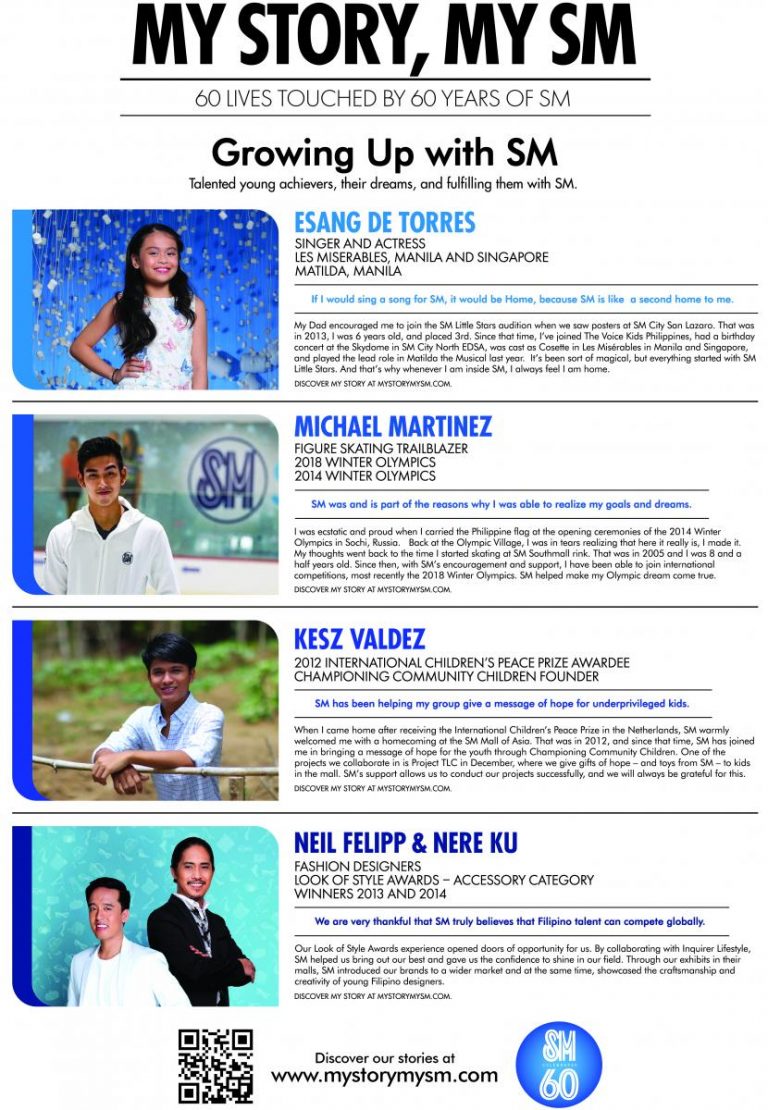 MY STORY, MY SM
60 LIVES TOUCHED BY 60 YEARS OF SM
Growing Up with SM
Talented young achievers, their dreams, and fulfilling them with SM.
ESANG DE TORRES
SINGER AND ACTRESS
LES MISERABLES, MANILA AND SINGAPORE
MATILDA, MANILA
If I would sing a song for SM, it would be Home, because SM is like a second home to me.
My Dad encouraged me to join the SM Little Stars audition when we saw posters at SM City San Lazaro. That was
in 2013, I was 6 years old, and placed 3rd. Since that time, I've joined The Voice Kids Philippines, had a birthday
concert at the Skydome in SM City North EDSA, was cast as Cosette in Les Misérables in Manila and Singapore,
and played the lead role in Matilda the Musical last year. It's been sort of magical, but everything started with SM
Little Stars. And that's why whenever I am inside SM, I always feel I am home.
DISCOVER MY STORY AT MYSTORYMYSM.COM.
SM
SM
MICHAEL MARTINEZ
FIGURE SKATING TRAILBLAZER
2018 WINTER OLYMPICS
2014 WINTER OLYMPICS
SM was and is part of the reasons why I was able to realize my goals and dreams.
I was ecstatic and proud when I carried the Philippine flag at the opening ceremonies of the 2014 Winter
Olympics in Sochi, Russia. Back at the Olympic Village, I was in tears realizing that here it really is, I made it.
My thoughts went back to the time I started skating at SM Southmall rink. That was in 2005 and I was 8 and a
half years old. Since then, with SM's encouragement and support, I have been able to join international
competitions, most recently the 2018 Winter Olympics. SM helped make my Olympic dream come true.
DISCOVER MY STORY AT MYSTORYMYSM.COM.
KESZ VALDEZ
2012 INTERNATIONAL CHILDREN'S PEACE PRIZE AWARDEE
CHAMPIONING COMMUNITY CHILDREN FOUNDER
SM has been helping my group give a message of hope for underprivileged kids.
When I came home after receiving the International Children's Peace Prize in the Netherlands, SM warmly
welcomed me with a homecoming at the SM Mall of Asia. That was in 2012, and since that time, SM has joined
me in bringing a message of hope for the youth through Championing Community Children. One of the
projects we collaborate in is Project TLC in December, where we give gifts of hope – and toys from SM – to kids
in the mall. SM's support allows us to conduct our projects successfully, and we will always be grateful for this.
DISCOVER MY STORY AT MYSTORYMYSM.COM.
NEIL FELIPP & NERE KU
FASHION DESIGNERS
LOOK OF STYLE AWARDS – ACCESSORY CATEGORY
WINNERS 2013 AND 2014
We are very thankful that SM truly believes that Filipino talent can compete globally.
Our Look of Style Awards experience opened doors of opportunity for us. By collaborating with Inquirer Lifestyle,
SM helped us bring out our best and gave us the confidence to shine in our field. Through our exhibits in their
malls, SM introduced our brands to a wider market and at the same time, showcased the craftsmanship and
creativity of young Filipino designers.
DISCOVER MY STORY AT MYSTORYMYSM.COM.
Discover our stories at
www.mystorymysm.com
SM
60